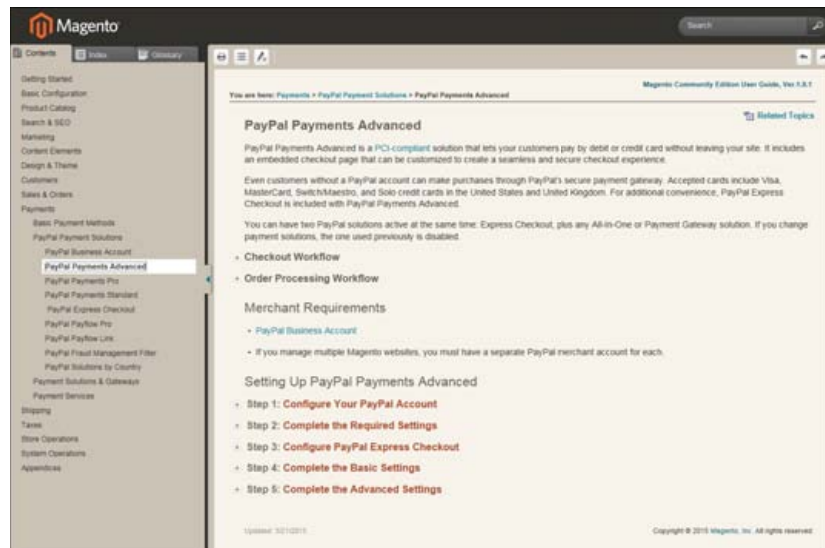 Magento
Search
Contents
Index
Glossary
Getting Started
Basic Configuration
Product Catalog
Search & SEO
Marketing
Content Elements
Design & Theme
Customers
Sales & Orders
Payments
Basic Payment Methods
PayPal Payment Solutions
PayPal Business Account
PayPal Payments Advanced
PayPal Payments Pro
PayPal Payments Standard
PayPal Express Checkout
PayPal Payflow Pro
PayPal Payflow Link
PayPal Fraud Management Filter
PayPal Solutions by Country
Payment Solutions & Gateways
Payment Services
Shipping
Taxes
Store Operations
System Operations
Appendices
Magento Community Edition User Guide, Ver.1.9.1
You are here: Payments > PayPal Payment Solutions > PayPal Payments Advanced
Related Topics
PayPal Payments Advanced
PayPal Payments Advanced is a PCI-compliant solution that lets your customers pay by debit or credit card without leaving your site. It includes
an embedded checkout page that can be customized to create a seamless and secure checkout experience.
Even customers without a PayPal account can make purchases through PayPal's secure payment gateway. Accepted cards include Visa,
MasterCard, Switch/Maestro, and Solo credit cards in the United States and United Kingdom. For additional convenience, PayPal Express
Checkout is included with PayPal Payments Advanced.
You can have two PayPal solutions active at the same time: Express Checkout, plus any All-In-One or Payment Gateway solution. If you change
payment solutions, the one used previously is disabled.
Checkout Workflow
Order Processing Workflow
Merchant Requirements
• PayPal Business Account
• If you manage multiple Magento websites, you must have a separate PayPal merchant account for each.
Setting Up PayPal Payments Advanced
Step 1: Configure Your PayPal Account
Step 2: Complete the Required Settings
Step 3: Configure PayPal Express Checkout
Step 4: Complete the Basic Settings
Step 5: Complete the Advanced Settings
Updated:
Copyright © 2015 Magento, Inc. All rights reserved.